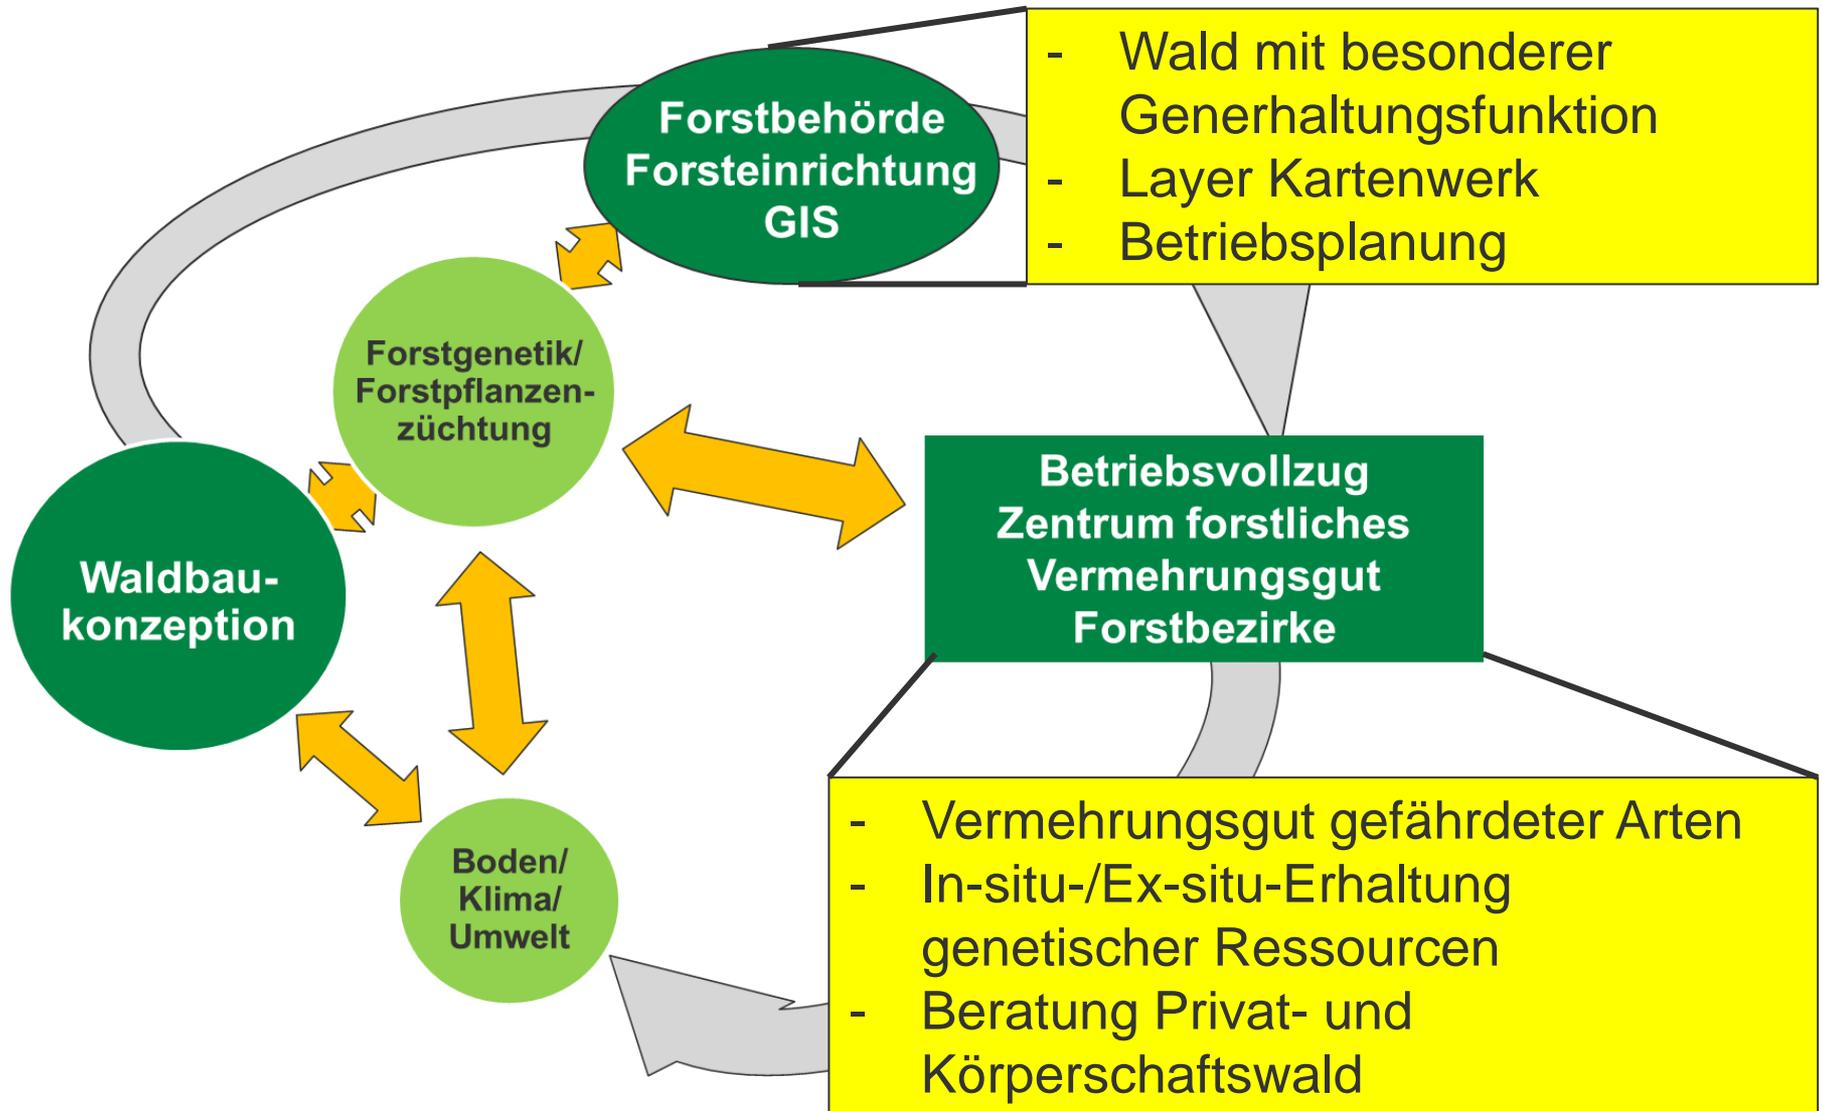 Forstbehörde
Forsteinrichtung
GIS
- Wald mit besonderer
Generhaltungsfunktion
- Layer Kartenwerk
- Betriebsplanung
Forstgenetik/
Forstpflanzen-
züchtung
Waldbau-
konzeption
Betriebsvollzug
Zentrum forstliches
Vermehrungsgut
Forstbezirke
Boden/
Klima/
Umwelt
- Vermehrungsgut gefährdeter Arten
- In-situ-/Ex-situ-Erhaltung
genetischer Ressourcen
- Beratung Privat- und
Körperschaftswald